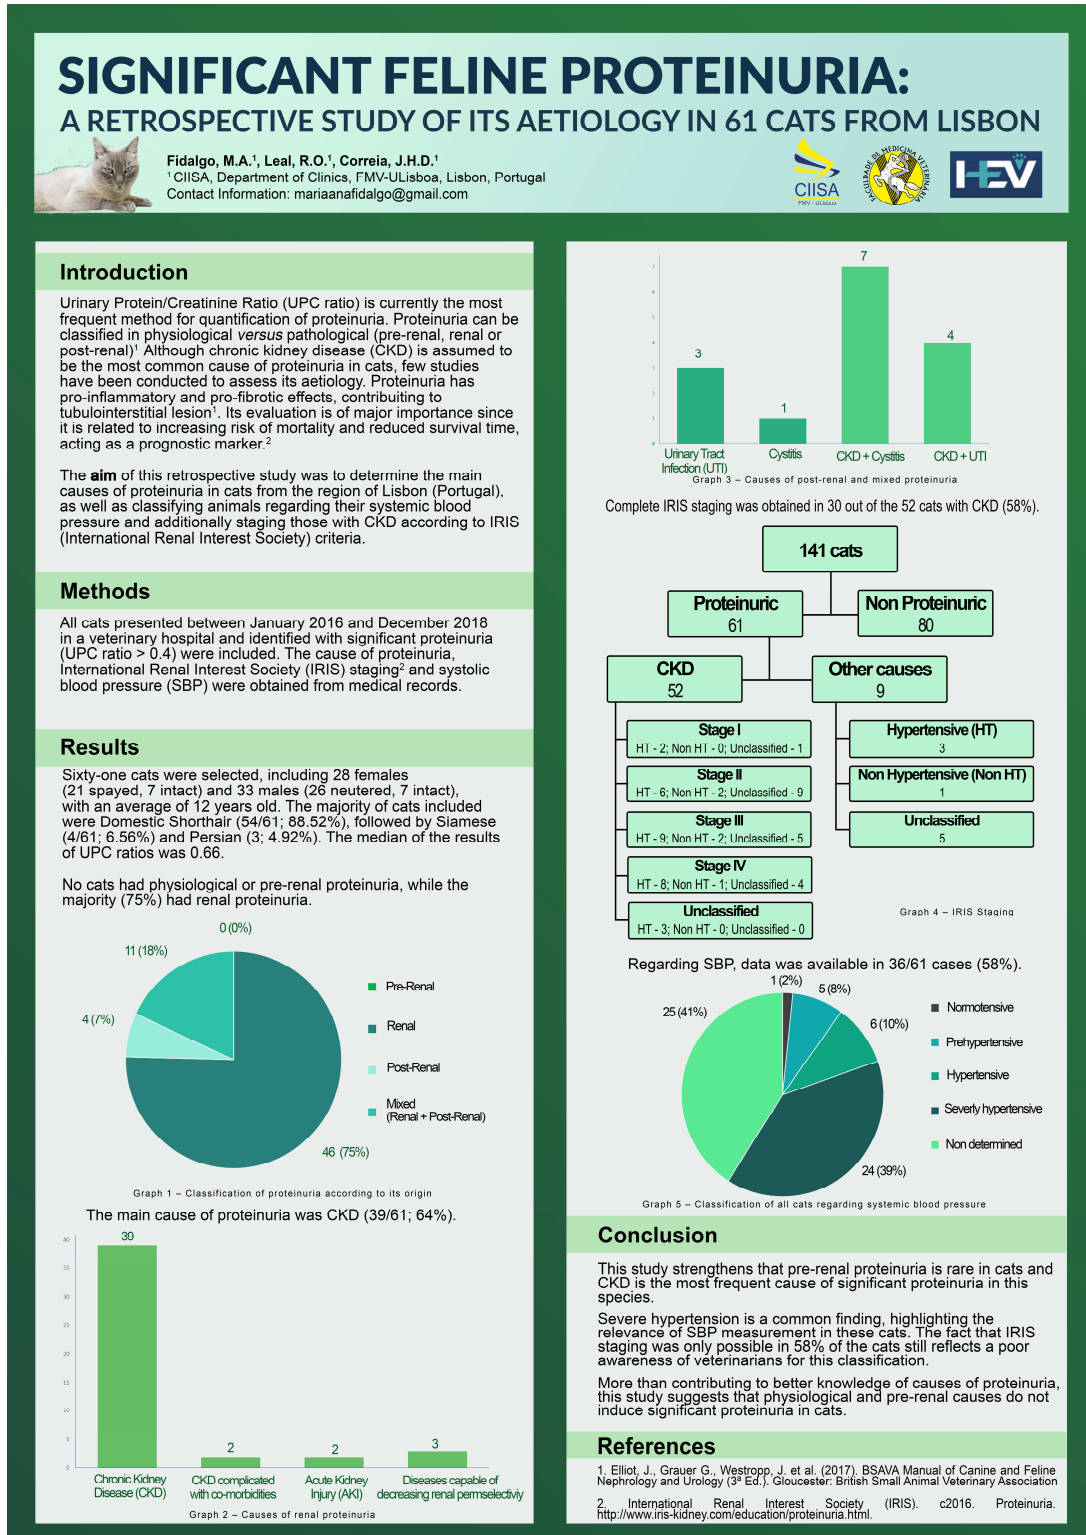 SIGNIFICANT FELINE PROTEINURIA:
A RETROSPECTIVE STUDY OF ITS AETIOLOGY IN 61 CATS FROM LISBON
Fidalgo, M.A.¹, Leal, R.O.¹, Correia, J.H.D.¹
¹ CIISA, Department of Clinics, FMV-ULisboa, Lisbon, Portugal
Contact Information: mariaanafidalgo@gmail.com
CIISA
FMV - ULisboa
FACULDADE DE MEDICINA VETERINÁRIA
HEV
Introduction
Urinary Protein/Creatinine Ratio (UPC ratio) is currently the most
frequent method for quantification of proteinuria. Proteinuria can be
classified in physiological versus pathological (pre-renal, renal or
post-renal)¹ Although chronic kidney disease (CKD) is assumed to
be the most common cause of proteinuria in cats, few studies
have been conducted to assess its aetiology. Proteinuria has
pro-inflammatory and pro-fibrotic effects, contributing to
tubulointerstitial lesion¹. Its evaluation is of major importance since
it is related to increasing risk of mortality and reduced survival time,
acting as a prognostic marker.²
The aim of this retrospective study was to determine the main
causes of proteinuria in cats from the region of Lisbon (Portugal),
as well as classifying animals regarding their systemic blood
pressure and additionally staging those with CKD according to IRIS
(International Renal Interest Society) criteria.
Methods
All cats presented between January 2016 and December 2018
in a veterinary hospital and identified with significant proteinuria
(UPC ratio > 0.4) were included. The cause of proteinuria,
International Renal Interest Society (IRIS) staging² and systolic
blood pressure (SBP) were obtained from medical records.
Results
Sixty-one cats were selected, including 28 females
(21 spayed, 7 intact) and 33 males (26 neutered, 7 intact),
with an average of 12 years old. The majority of cats included
were Domestic Shorthair (54/61; 88.52%), followed by Siamese
(4/61; 6.56%) and Persian (3; 4.92%). The median of the results
of UPC ratios was 0.66.
No cats had physiological or pre-renal proteinuria, while the
majority (75%) had renal proteinuria.
0 (0%)
11 (18%)
4 (7%)
46 (75%)
Pre-Renal
Renal
Post-Renal
Mixed
(Renal + Post-Renal)
Graph 1 – Classification of proteinuria according to its origin
The main cause of proteinuria was CKD (39/61; 64%).
40
35
30
25
20
15
10
5
0
39
2
2
3
Chronic Kidney
Disease (CKD)
CKD complicated
with co-morbidities
Acute Kidney
Injury (AKI)
Diseases capable of
decreasing renal permselectiviy
Graph 2 – Causes of renal proteinuria
7
6
5
4
3
2
1
0
3
1
7
4
Urinary Tract
Infection (UTI)
Cystitis
CKD + Cystitis
CKD + UTI
Graph 3 – Causes of post-renal and mixed proteinuria
Complete IRIS staging was obtained in 30 out of the 52 cats with CKD (58%).
141 cats
Proteinuric
61
Non Proteinuric
80
CKD
52
Other causes
9
Stage I
HT - 2; Non HT - 0; Unclassified - 1
Stage II
HT - 6; Non HT - 2; Unclassified - 9
Stage III
HT - 9; Non HT - 2; Unclassified - 5
Stage IV
HT - 8; Non HT - 1; Unclassified - 4
Unclassified
HT - 3; Non HT - 0; Unclassified - 0
Hypertensive (HT)
3
Non Hypertensive (Non HT)
1
Unclassified
5
Graph 4 – IRIS Staging
Regarding SBP, data was available in 36/61 cases (58%).
1 (2%)
5 (8%)
6 (10%)
24 (39%)
25 (41%)
Normotensive
Prehypertensive
Hypertensive
Severly hypertensive
Non determined
Graph 5 – Classification of all cats regarding systemic blood pressure
Conclusion
This study strengthens that pre-renal proteinuria is rare in cats and
CKD is the most frequent cause of significant proteinuria in this
species.
Severe hypertension is a common finding, highlighting the
relevance of SBP measurement in these cats. The fact that IRIS
staging was only possible in 58% of the cats still reflects a poor
awareness of veterinarians for this classification.
More than contributing to better knowledge of causes of proteinuria,
this study suggests that physiological and pre-renal causes do not
induce significant proteinuria in cats.
References
1. Elliot, J., Grauer G., Westropp, J. et al. (2017). BSAVA Manual of Canine and Feline
Nephrology and Urology (3ª Ed.). Gloucester: British Small Animal Veterinary Association
2. International Renal Interest Society (IRIS). c2016. Proteinuria.
http://www.iris-kidney.com/education/proteinuria.html.